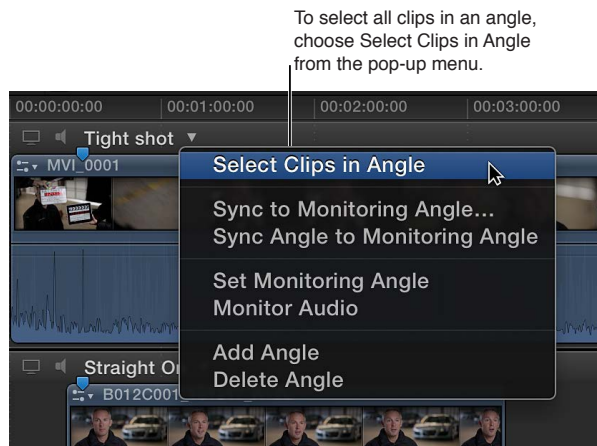 To select all clips in an angle,
choose Select Clips in Angle
from the pop-up menu.
00:00:00:00 00:01:00:00 00:02:00:00 00:03:00:00
Tight shot
MVI_0001
Select Clips in Angle
Sync to Monitoring Angle...
Sync Angle to Monitoring Angle
Set Monitoring Angle
Monitor Audio
Add Angle
Delete Angle
Straight O
B012C001